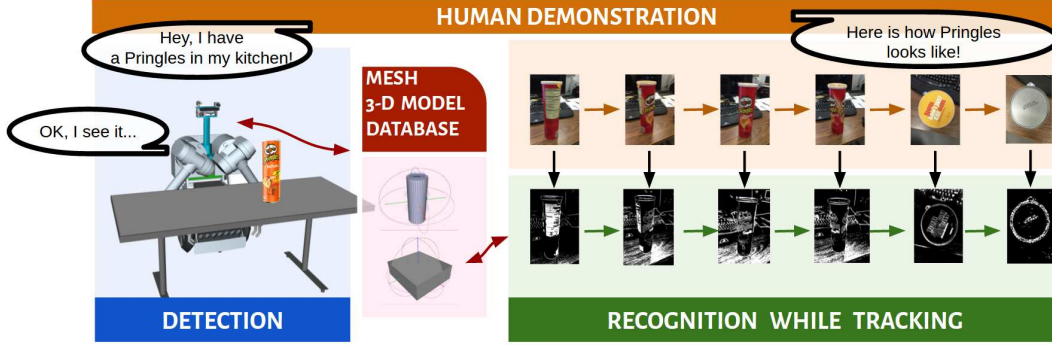 HUMAN DEMONSTRATION
Hey, I have
a Pringles in my kitchen!
Here is how Pringles
looks like!
OK, I see it...
MESH
3-D MODEL
DATABASE
DETECTION
RECOGNITION WHILE TRACKING